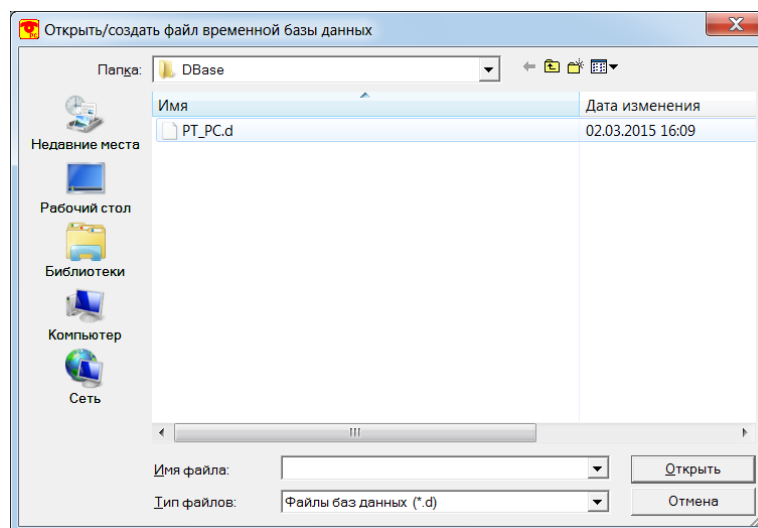 Открыть/создать файл временной базы данных
Папка: DBase
Имя Дата изменения
PT_PC.d 02.03.2015 16:09
Недавние места
Рабочий стол
Библиотеки
Компьютер
Сеть
Имя файла: Открыть
Тип файлов: Файлы баз данных (*.d) Отмена